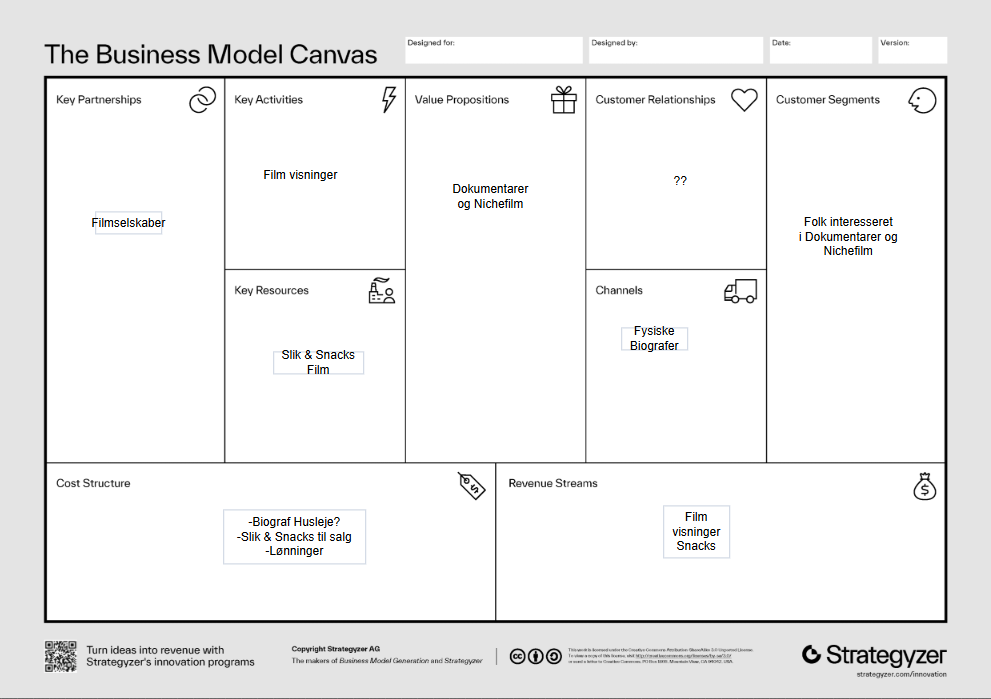 The Business Model Canvas
Designed for:
Designed by:
Date:
Version:
Key Partnerships
Filmselskaber
Key Activities
Film visninger
Key Resources
Slik & Snacks
Film
Value Propositions
Dokumentarer
og Nichefilm
Customer Relationships
??
Channels
Fysiske
Biografer
Customer Segments
Folk interesseret
i Dokumentarer og
Nichefilm
Cost Structure
-Biograf Husleje?
-Slik & Snacks til salg
-Lønninger
Revenue Streams
Film
visninger
Snacks
Turn ideas into revenue with
Strategyzer's innovation programs
Copyright Strategyzer AG
The makers of Business Model Generation and Strategyzer
Strategyzer
strategyzer.com/innovation